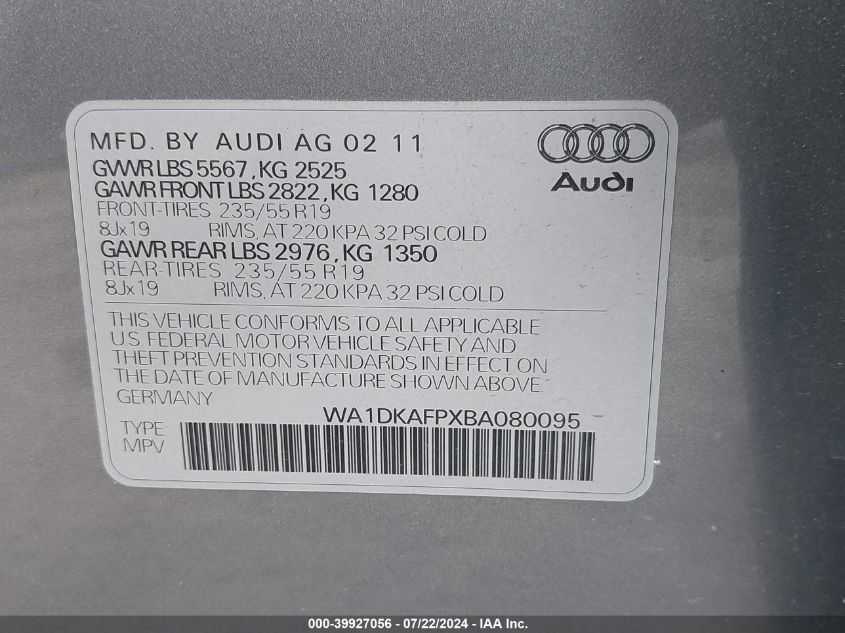 MFD. BY AUDI AG 02 11
Audi
GVWR LBS 5567, KG 2525
GAWR FRONT LBS 2822, KG 1280
FRONT-TIRES 235/55 R19
8Jx19 RIMS, AT 220 KPA 32 PSI COLD
GAWR REAR LBS 2976, KG 1350
REAR-TIRES 235/55 R19
8Jx19 RIMS, AT 220 KPA 32 PSI COLD
THIS VEHICLE CONFORMS TO ALL APPLICABLE
U.S. FEDERAL MOTOR VEHICLE SAFETY AND
THEFT PREVENTION STANDARDS IN EFFECT ON
THE DATE OF MANUFACTURE SHOWN ABOVE.
GERMANY
WA1DKAFPXBA080095
TYPE
MPV
000-39927056 - 07/22/2024 - IAA Inc.